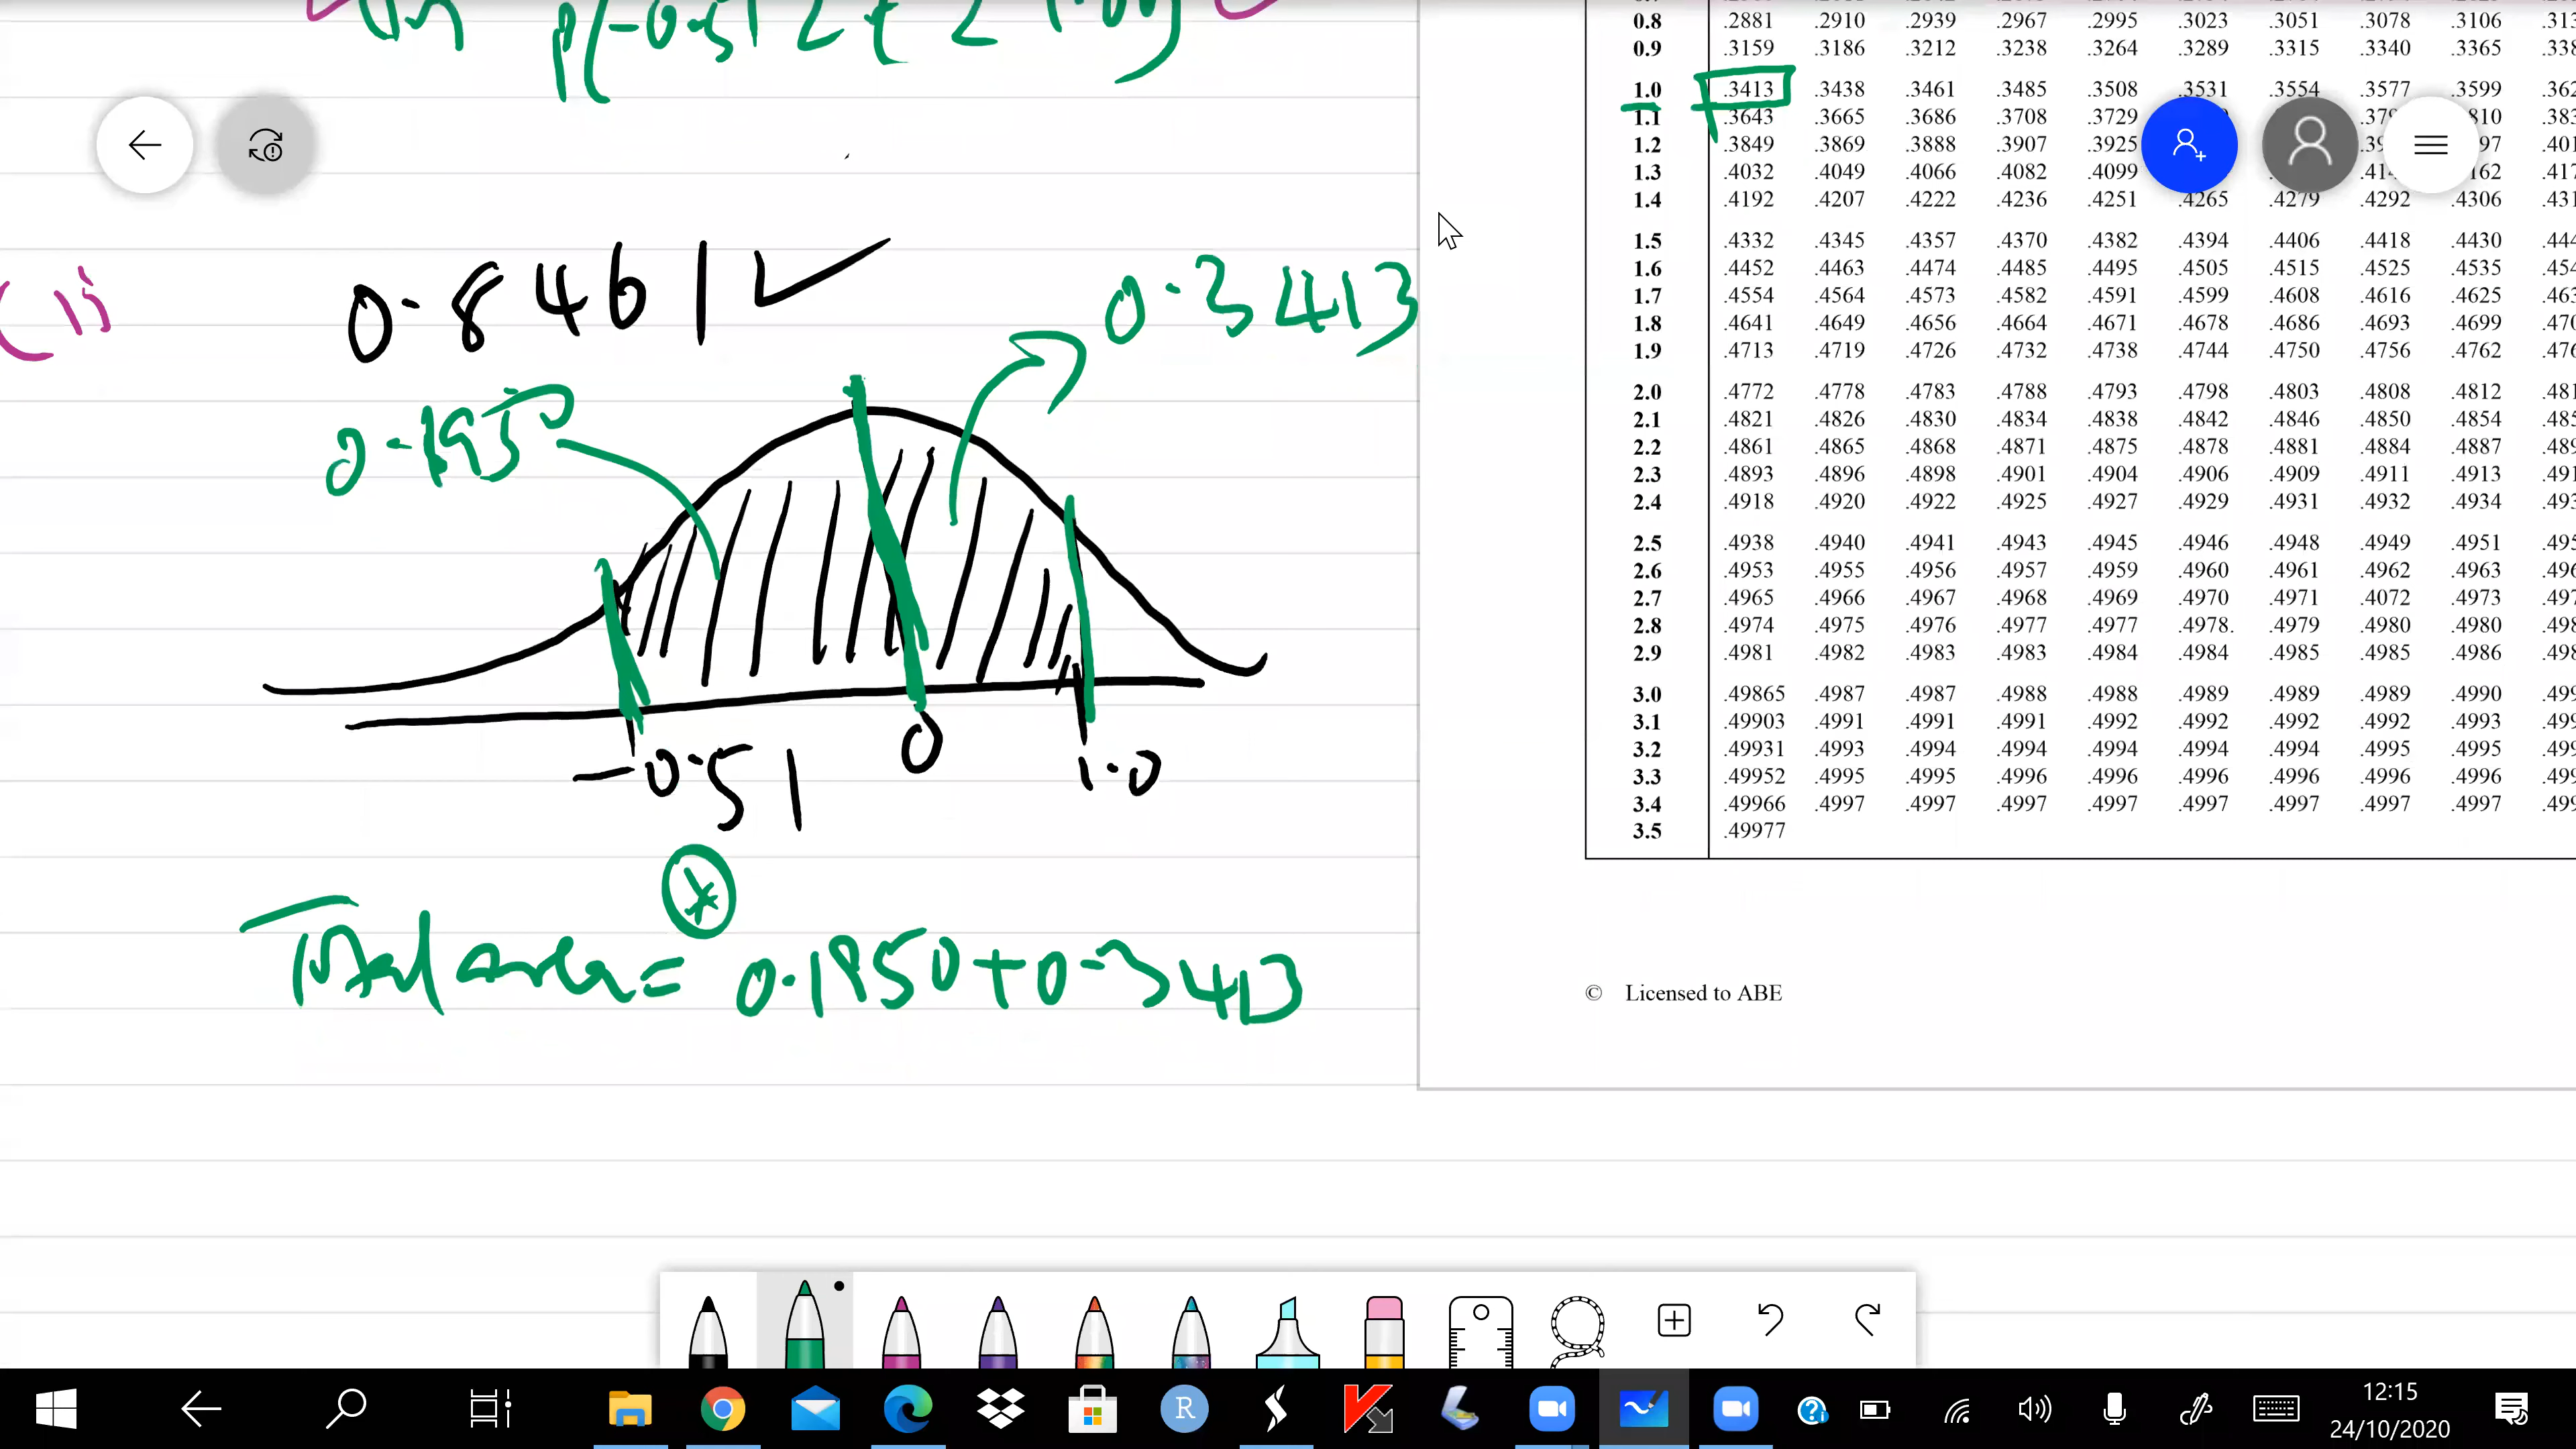 P(-0.51 < Z < 1.00)
(ii
0.8461 ✓
0.3413
0.1950
-0.51 0 1.0
Total area = 0.1950 + 0.3413
0.8 .2881 .2910 .2939 .2967 .2995 .3023 .3051 .3078 .3106
0.9 .3159 .3186 .3212 .3238 .3264 .3289 .3315 .3340 .3365
1.0 .3413 .3438 .3461 .3485 .3508 .3531 .3554 .3577 .3599
1.1 .3643 .3665 .3686 .3708 .3729
1.2 .3849 .3869 .3888 .3907 .3925
1.3 .4032 .4049 .4066 .4082 .4099
1.4 .4192 .4207 .4222 .4236 .4251 .4265 .4279 .4292 .4306
1.5 .4332 .4345 .4357 .4370 .4382 .4394 .4406 .4418 .4430
1.6 .4452 .4463 .4474 .4485 .4495 .4505 .4515 .4525 .4535
1.7 .4554 .4564 .4573 .4582 .4591 .4599 .4608 .4616 .4625
1.8 .4641 .4649 .4656 .4664 .4671 .4678 .4686 .4693 .4699
1.9 .4713 .4719 .4726 .4732 .4738 .4744 .4750 .4756 .4762
2.0 .4772 .4778 .4783 .4788 .4793 .4798 .4803 .4808 .4812
2.1 .4821 .4826 .4830 .4834 .4838 .4842 .4846 .4850 .4854
2.2 .4861 .4865 .4868 .4871 .4875 .4878 .4881 .4884 .4887
2.3 .4893 .4896 .4898 .4901 .4904 .4906 .4909 .4911 .4913
2.4 .4918 .4920 .4922 .4925 .4927 .4929 .4931 .4932 .4934
2.5 .4938 .4940 .4941 .4943 .4945 .4946 .4948 .4949 .4951
2.6 .4953 .4955 .4956 .4957 .4959 .4960 .4961 .4962 .4963
2.7 .4965 .4966 .4967 .4968 .4969 .4970 .4971 .4072 .4973
2.8 .4974 .4975 .4976 .4977 .4977 .4978. .4979 .4980 .4980
2.9 .4981 .4982 .4983 .4983 .4984 .4984 .4985 .4985 .4986
3.0 .49865 .4987 .4987 .4988 .4988 .4989 .4989 .4989 .4990
3.1 .49903 .4991 .4991 .4991 .4992 .4992 .4992 .4992 .4993
3.2 .49931 .4993 .4994 .4994 .4994 .4994 .4994 .4995 .4995
3.3 .49952 .4995 .4995 .4996 .4996 .4996 .4996 .4996 .4996
3.4 .49966 .4997 .4997 .4997 .4997 .4997 .4997 .4997 .4997
3.5 .49977
© Licensed to ABE
12:15
24/10/2020